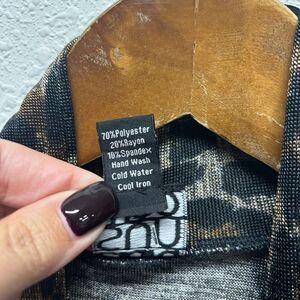 70%Polyester
20%Rayon
10%Spandex
Hand Wash
Cold Water
Cool Iron